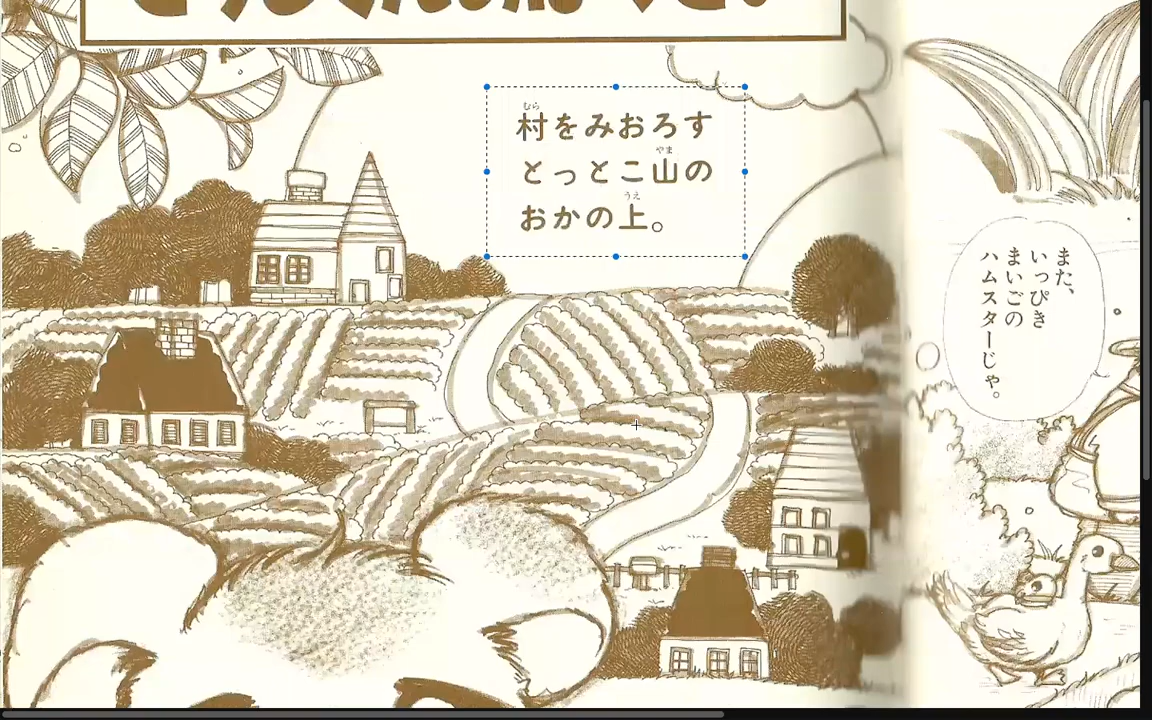 村をみおろす
とっとこ山の
おかの上。
また、
いっぴき
まいごの
ハムスターじゃ。